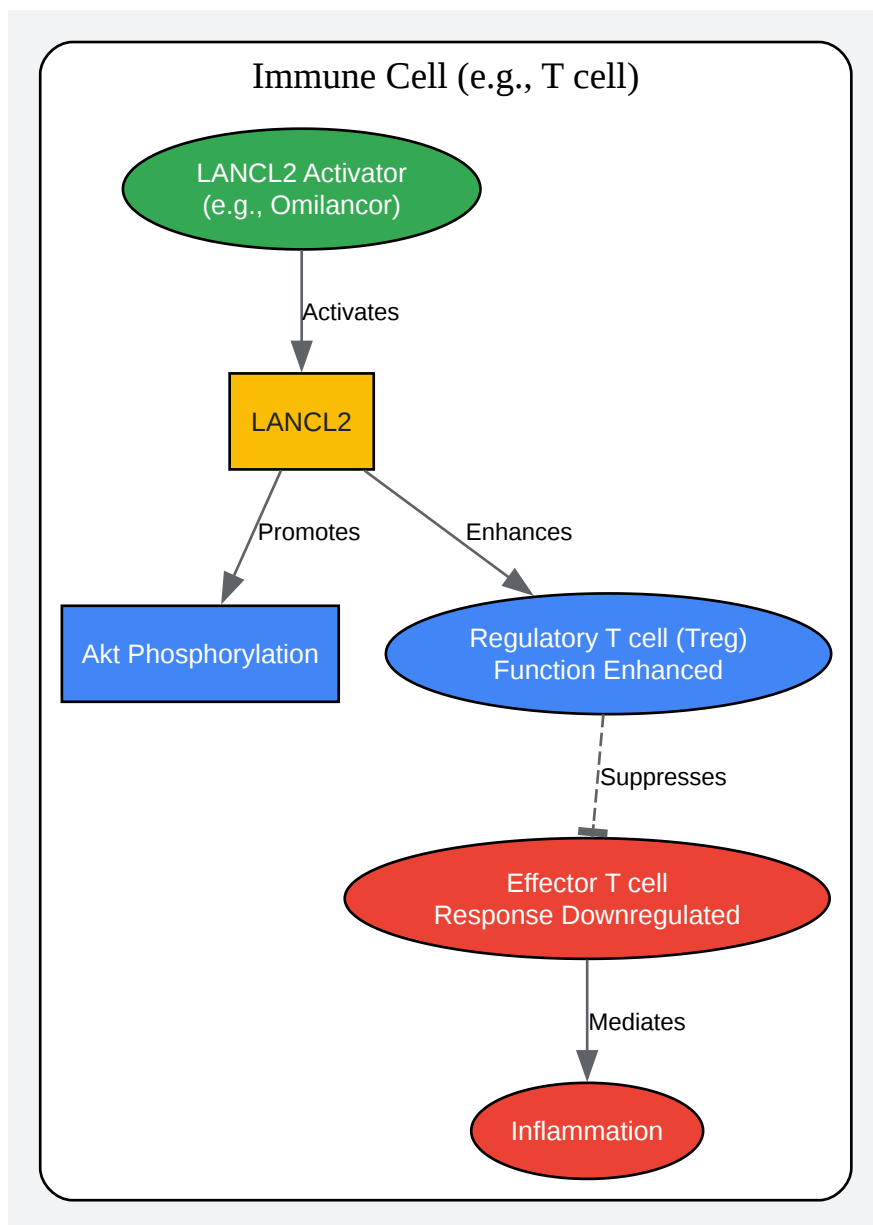 Immune Cell (e.g., T cell)
LANCL2 Activator
(e.g., Omilancor)
Activates
LANCL2
Promotes
Enhances
Akt Phosphorylation
Regulatory T cell (Treg)
Function Enhanced
Suppresses
Effector T cell
Response Downregulated
Mediates
Inflammation